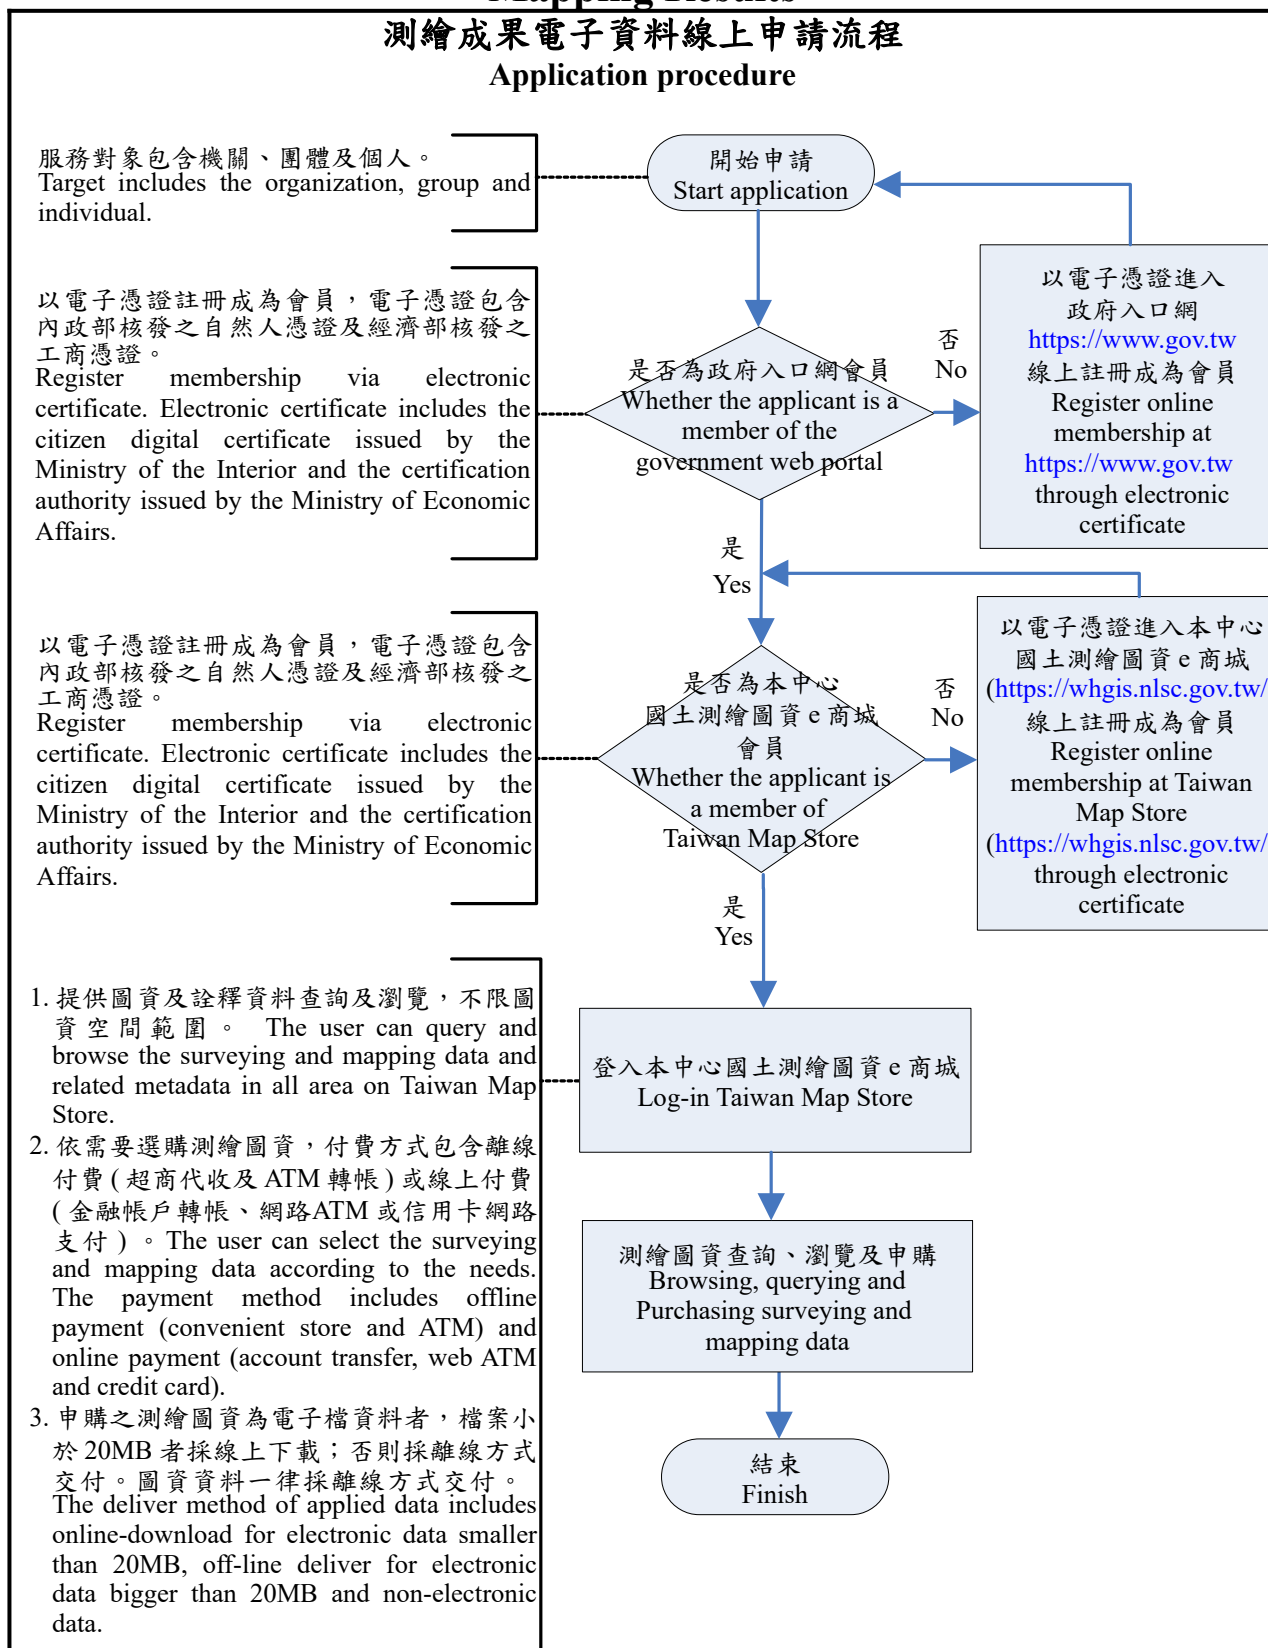 Mapping Results
測繪成果電子資料線上申請流程
Application procedure
服務對象包含機關、團體及個人。
Target includes the organization, group and
individual.
開始申請
Start application
以電子憑證註冊成為會員，電子憑證包含
內政部核發之自然人憑證及經濟部核發之
工商憑證。
Register membership via electronic
certificate. Electronic certificate includes the
citizen digital certificate issued by the
Ministry of the Interior and the certification
authority issued by the Ministry of Economic
Affairs.
是否為政府入口網會員
Whether the applicant is a
member of the
government web portal
否
No
以電子憑證進入
政府入口網
https://www.gov.tw
線上註冊成為會員
Register online
membership at
https://www.gov.tw
through electronic
certificate
是
Yes
以電子憑證註冊成為會員，電子憑證包含
內政部核發之自然人憑證及經濟部核發之
工商憑證。
Register membership via electronic
certificate. Electronic certificate includes the
citizen digital certificate issued by the
Ministry of the Interior and the certification
authority issued by the Ministry of Economic
Affairs.
是否為本中心
國土測繪圖資 e 商城
會員
Whether the applicant is
a member of
Taiwan Map Store
否
No
以電子憑證進入本中心
國土測繪圖資 e 商城
(https://whgis.nlsc.gov.tw/
線上註冊成為會員
Register online
membership at Taiwan
Map Store
(https://whgis.nlsc.gov.tw/
through electronic
certificate
是
Yes
1. 提供圖資及詮釋資料查詢及瀏覽，不限圖
資空間範圍。 The user can query and
browse the surveying and mapping data and
related metadata in all area on Taiwan Map
Store.
2. 依需要選購測繪圖資，付費方式包含離線
付費 ( 超商代收及 ATM 轉帳 ) 或線上付費
( 金融帳戶轉帳、網路ATM 或信用卡網路
支付 ) 。The user can select the surveying
and mapping data according to the needs.
The payment method includes offline
payment (convenient store and ATM) and
online payment (account transfer, web ATM
and credit card).
3. 申購之測繪圖資為電子檔資料者，檔案小
於 20MB 者採線上下載；否則採離線方式
交付。圖資資料一律採離線方式交付。
The deliver method of applied data includes
online-download for electronic data smaller
than 20MB, off-line deliver for electronic
data bigger than 20MB and non-electronic
data.
登入本中心國土測繪圖資 e 商城
Log-in Taiwan Map Store
測繪圖資查詢、瀏覽及申購
Browsing, querying and
Purchasing surveying and
mapping data
結束
Finish